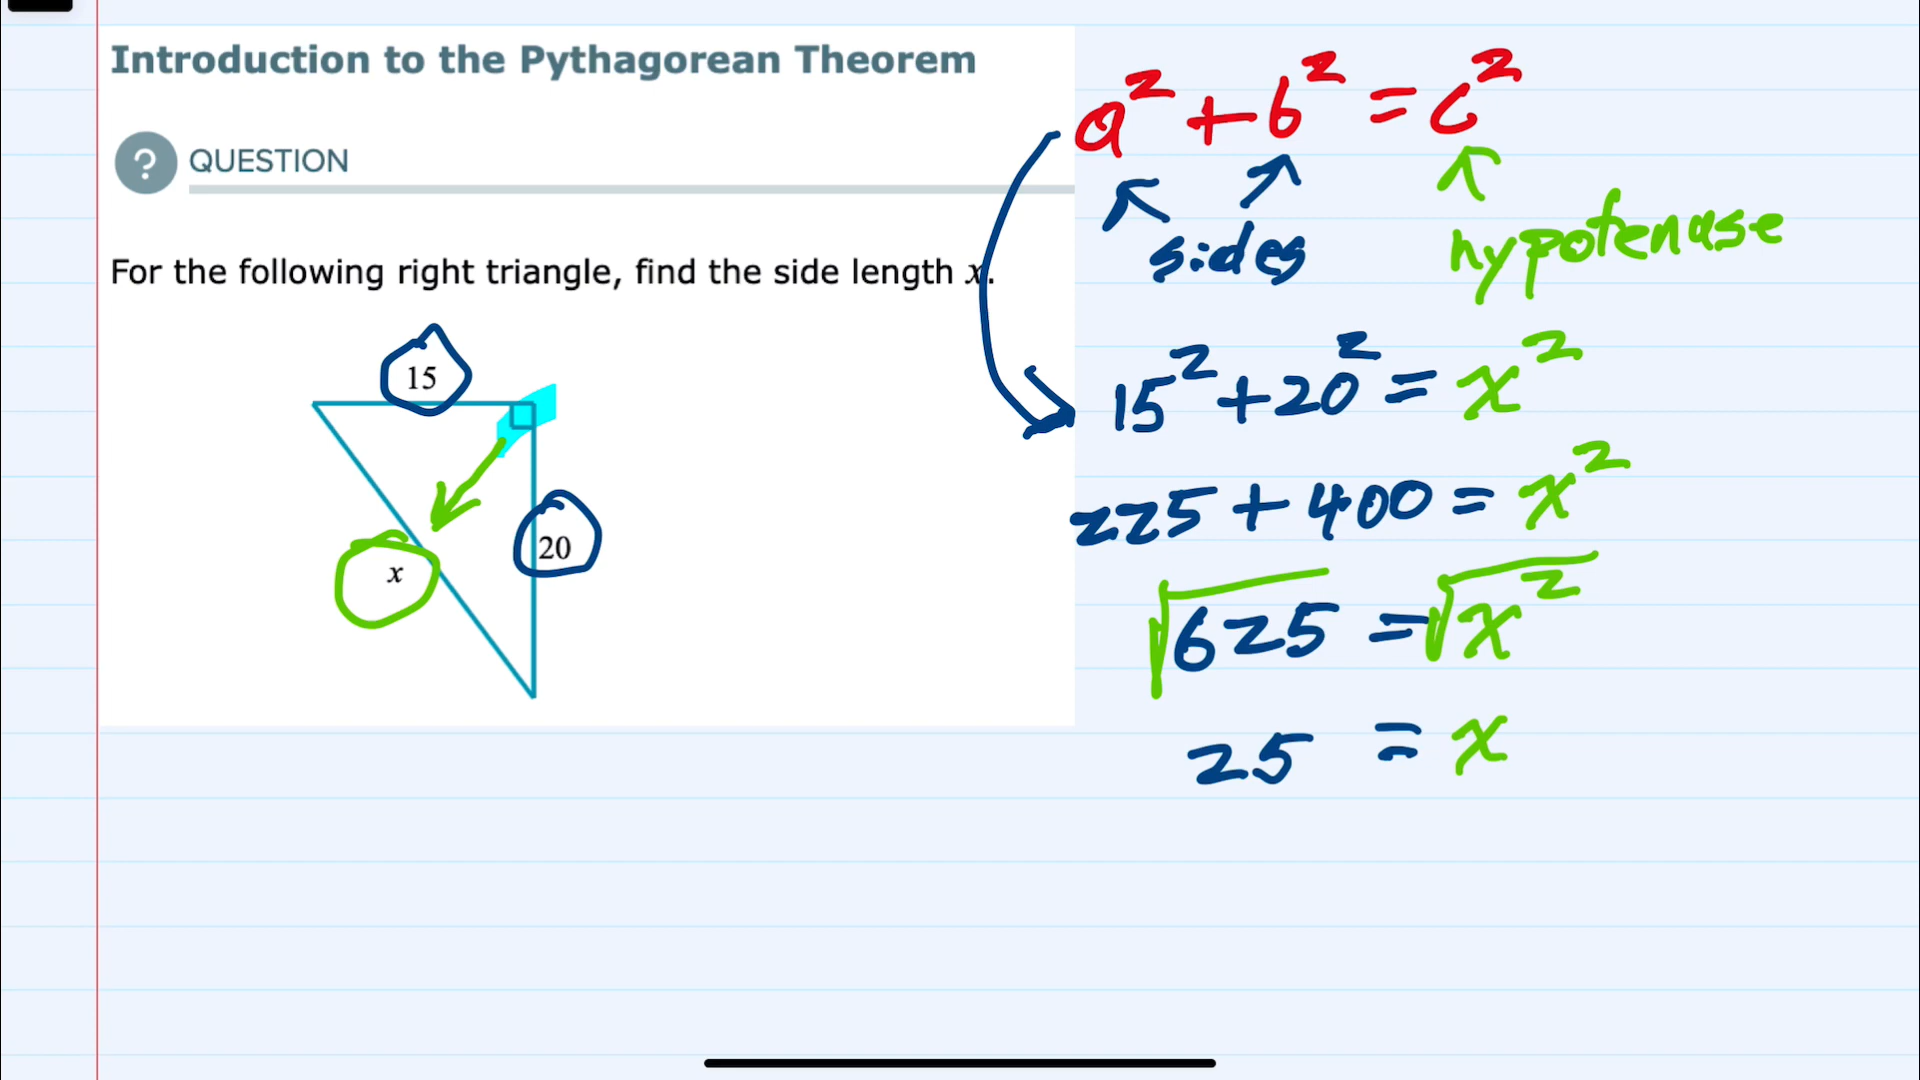 Introduction to the Pythagorean Theorem
? QUESTION
For the following right triangle, find the side length x.
15
20
x
a² + b² = c²
sides
hypotenuse
15² + 20² = x²
225 + 400 = x²
√625 = √x²
25 = x